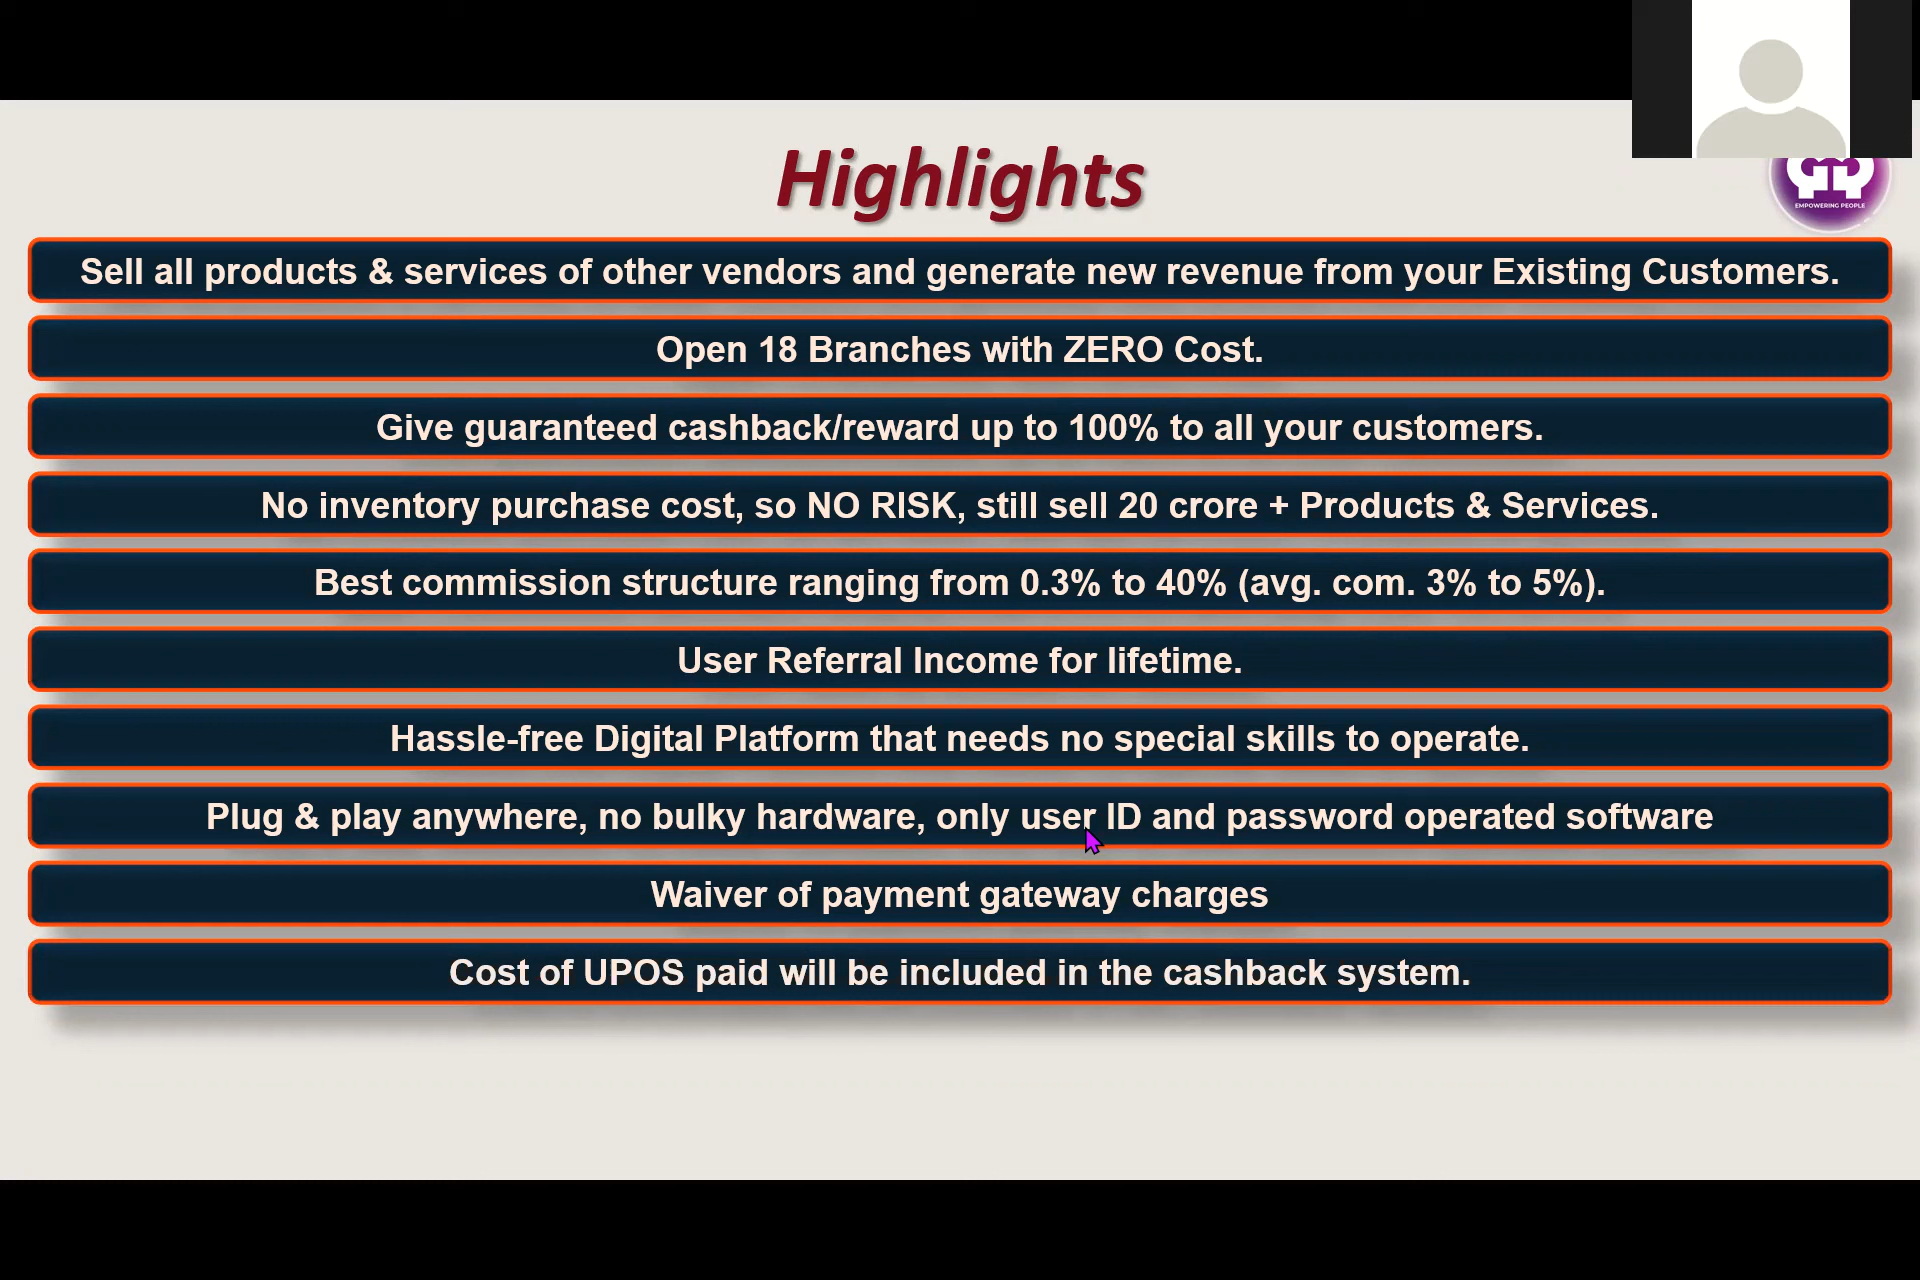 Highlights
EMPOWERING PEOPLE
Sell all products & services of other vendors and generate new revenue from your Existing Customers.
Open 18 Branches with ZERO Cost.
Give guaranteed cashback/reward up to 100% to all your customers.
No inventory purchase cost, so NO RISK, still sell 20 crore + Products & Services.
Best commission structure ranging from 0.3% to 40% (avg. com. 3% to 5%).
User Referral Income for lifetime.
Hassle-free Digital Platform that needs no special skills to operate.
Plug & play anywhere, no bulky hardware, only user ID and password operated software
Waiver of payment gateway charges
Cost of UPOS paid will be included in the cashback system.